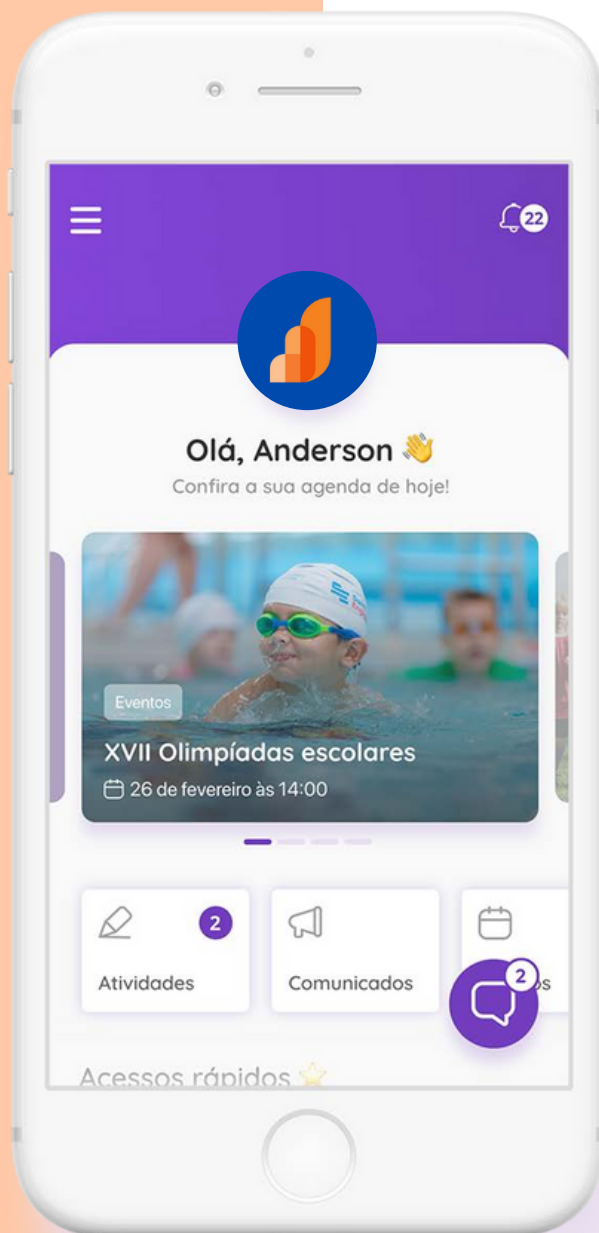 22
Olá, Anderson 👋
Confira a sua agenda de hoje!
Eventos
XVII Olimpíadas escolares
26 de fevereiro às 14:00
2
Atividades
Comunicados
2
Acessos rápidos ⭐